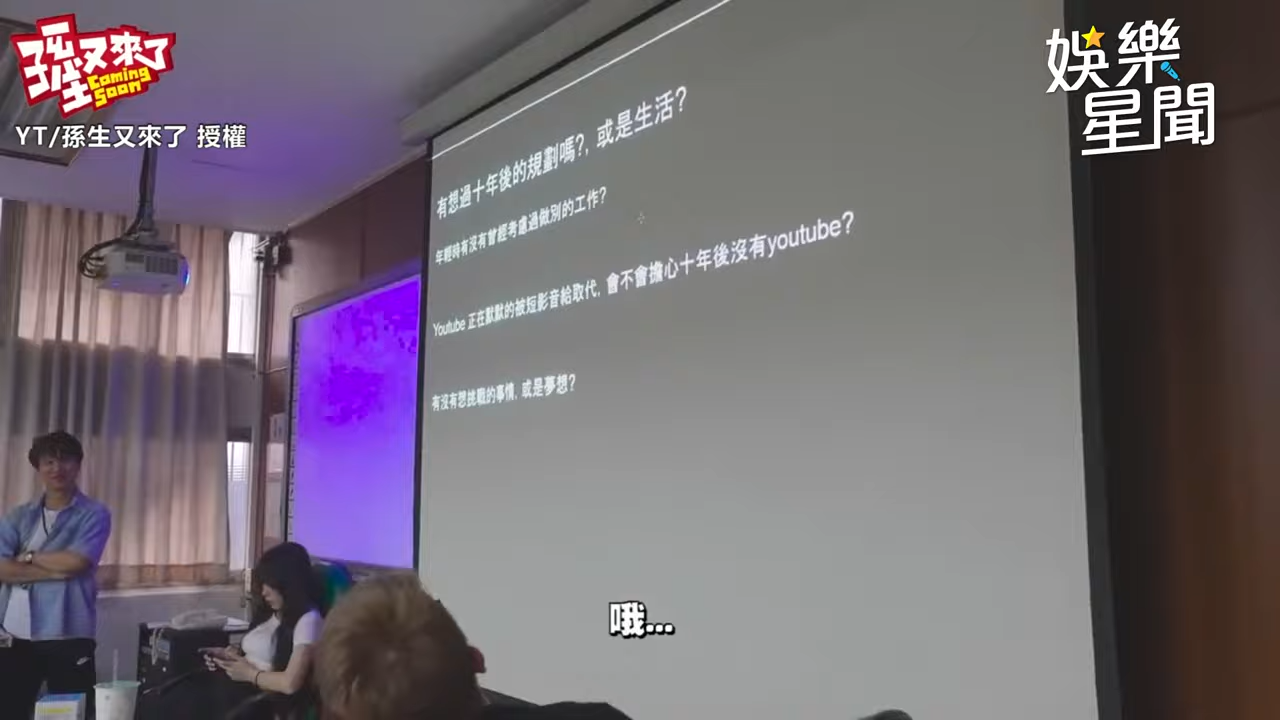 孫生又來了
Coming Soon
YT/孫生又來了 授權
娛樂
星聞
有想過十年後的規劃嗎?, 或是生活?
年輕時有沒有曾經考慮過做別的工作?
Youtube 正在默默的被短影音給取代, 會不會擔心十年後沒有youtube?
有沒有想挑戰的事情, 或是夢想?
哦...